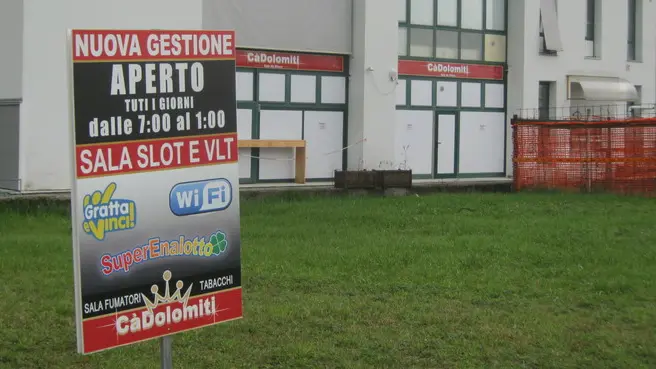 NUOVA GESTIONE
APERTO
TUTI I GIORNI
dalle 7:00 al 1:00
SALA SLOT E VLT
Gratta
e Vinci!
WiFi
SuperEnalotto
SALA FUMATORI
TABACCHI
CàDolomiti
CàDolomiti
CàDolomiti